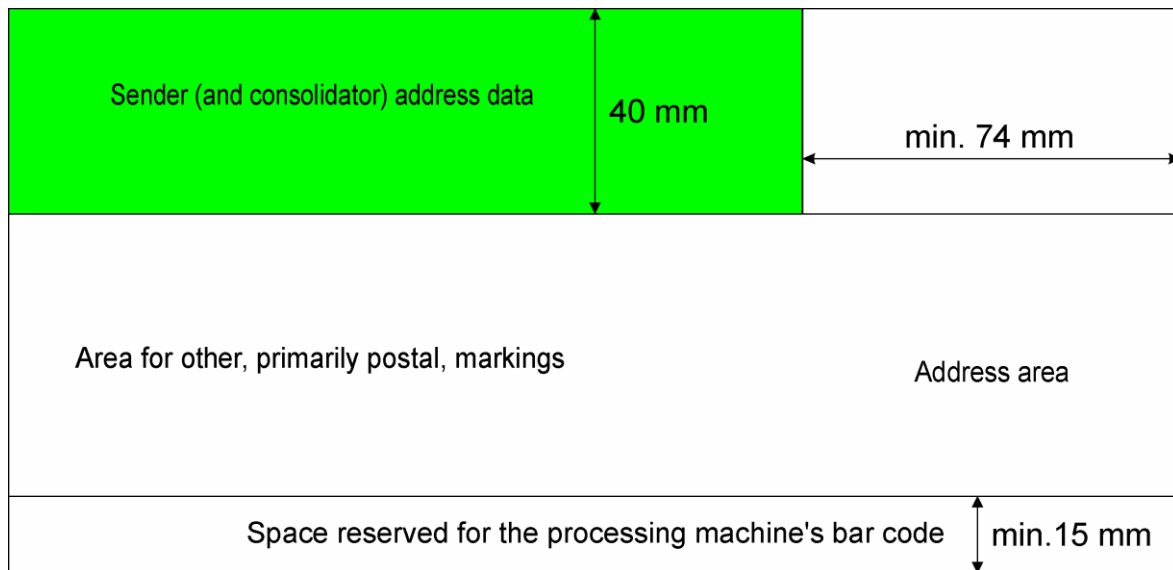 Sender (and consolidator) address data
40 mm
min. 74 mm
Area for other, primarily postal, markings
Address area
Space reserved for the processing machine's bar code
min.15 mm